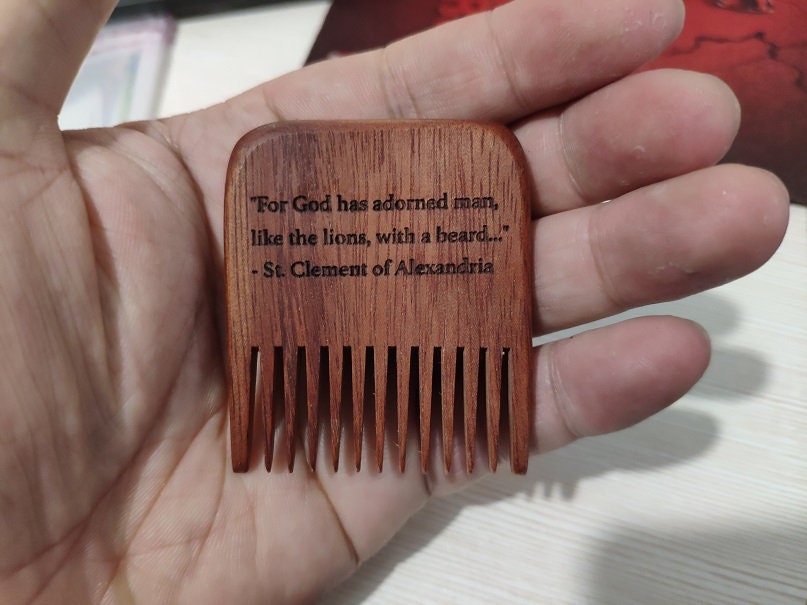 "For God has adorned man,
like the lions, with a beard..."
- St. Clement of Alexandria